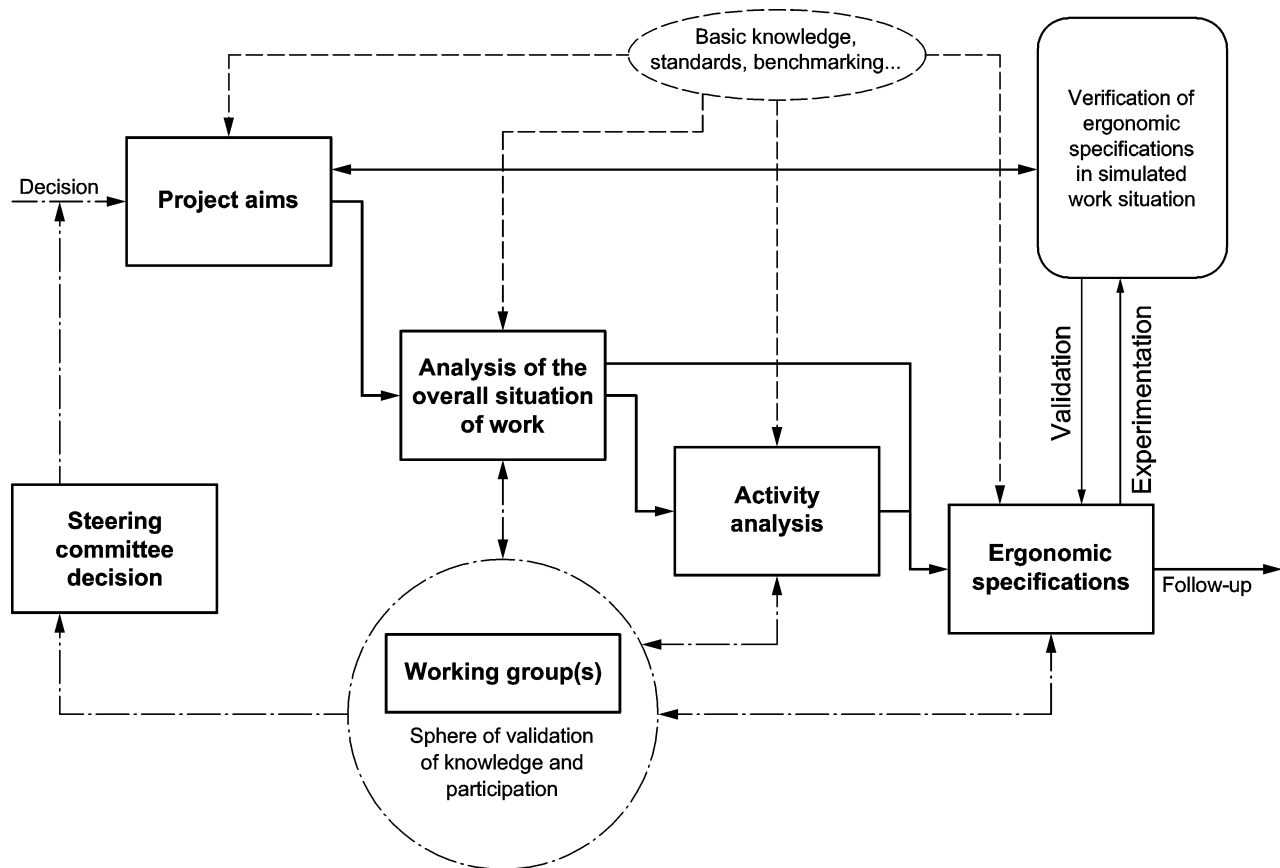 Basic knowledge,
standards, benchmarking...
Verification of
ergonomic
specifications
in simulated
work situation
Decision
Project aims
Analysis of the
overall situation
of work
Validation
Experimentation
Activity
analysis
Steering
committee
decision
Ergonomic
specifications
Follow-up
Working group(s)
Sphere of validation
of knowledge and
participation